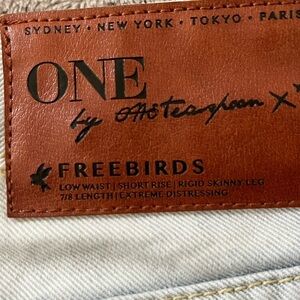 SYDNEY • NEW YORK • TOKYO • PARIS
ONE
by OneTeaspoon X
FREEBIRDS
LOW WAIST | SHORT RISE | RIGID SKINNY LEG
7/8 LENGTH | EXTREME DISTRESSING